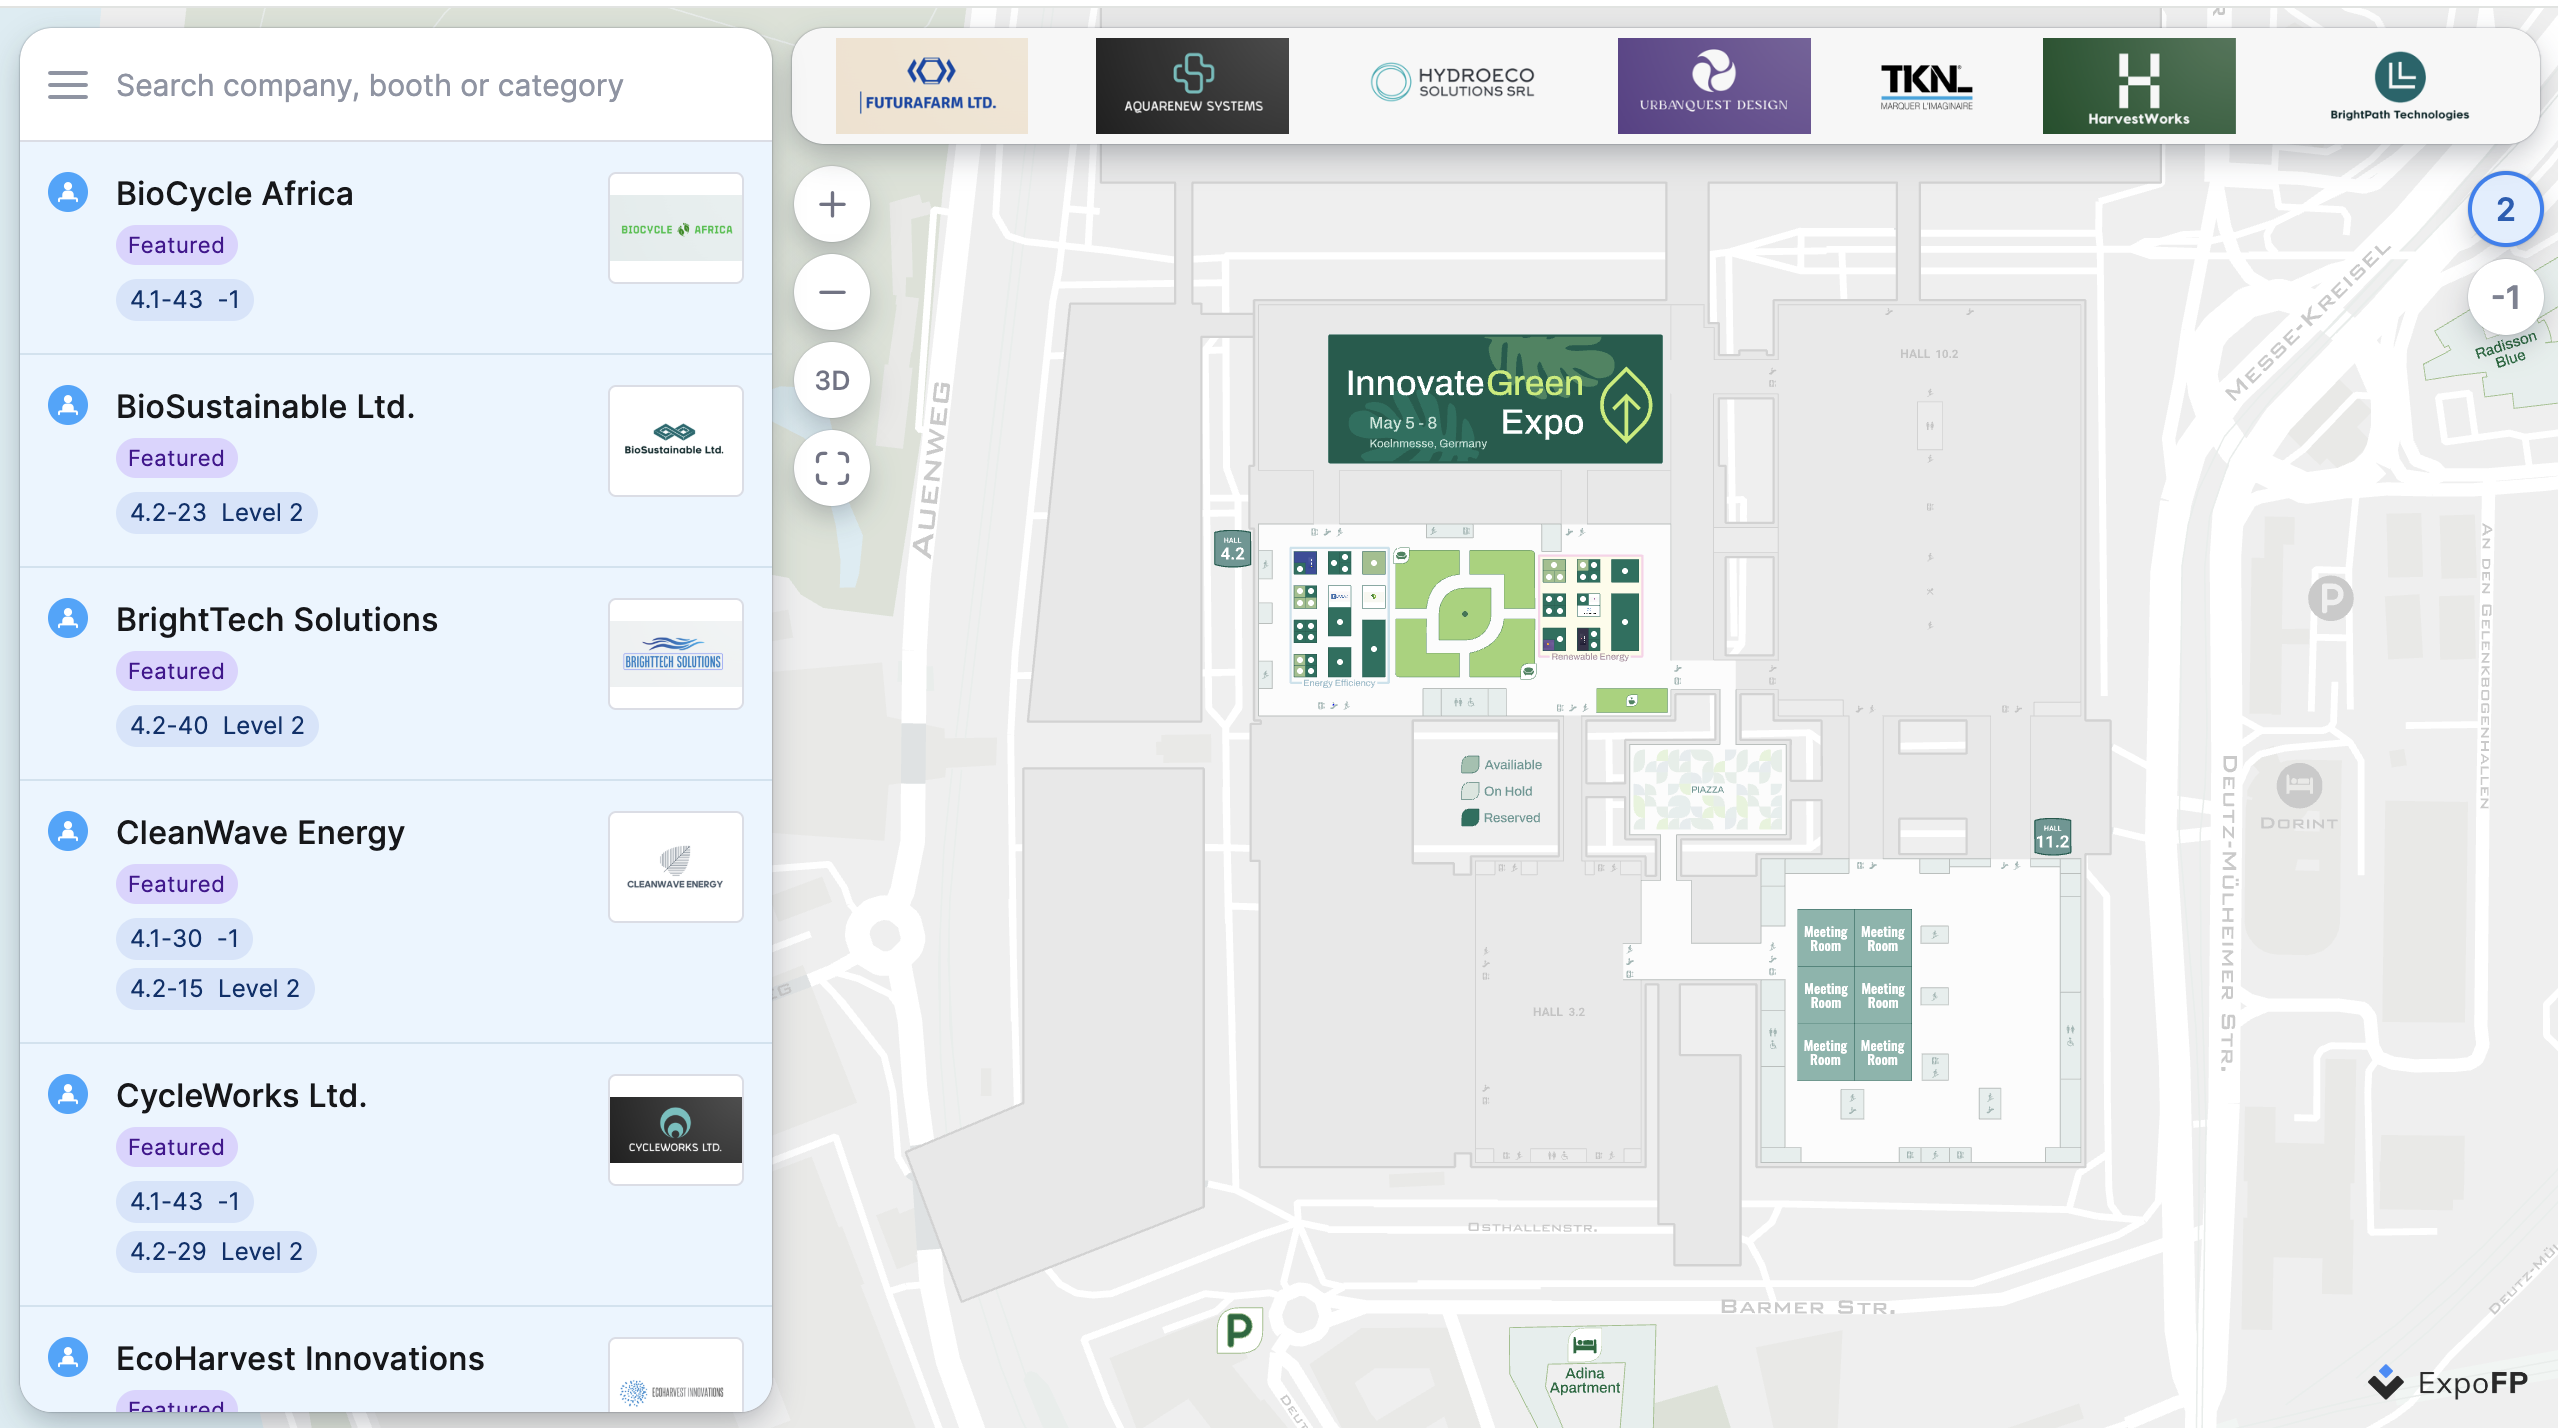 Search company, booth or category
BioCycle Africa
Featured
4.1-43 -1
BIOCYCLE AFRICA
BioSustainable Ltd.
Featured
4.2-23 Level 2
BioSustainable Ltd.
BrightTech Solutions
Featured
4.2-40 Level 2
BRIGHTTECH SOLUTIONS
CleanWave Energy
Featured
4.1-30 -1
4.2-15 Level 2
CLEANWAVE ENERGY
CycleWorks Ltd.
Featured
4.1-43 -1
4.2-29 Level 2
CYCLEWORKS LTD.
EcoHarvest Innovations
Featured
ECOHARVEST INNOVATIONS
FUTURAFARM LTD.
AQUARENEW SYSTEMS
HYDROECO
SOLUTIONS SRL
URBANQUEST DESIGN
TKNL
MARQUER L'IMAGINAIRE
HarvestWorks
BrightPath Technologies
+
−
3D
2
-1
InnovateGreen
Expo
May 5 - 8
Koelnmesse, Germany
HALL 10.2
HALL
4.2
Energy Efficiency
Renewable Energy
Availiable
On Hold
Reserved
PIAZZA
HALL
11.2
Meeting Room
Meeting Room
Meeting Room
Meeting Room
Meeting Room
Meeting Room
HALL 3.2
AUENWEG
MESSE-KREISEL
Radisson
Blue
AN DEN GELENKBOGENHALLEN
P
DORINT
DEUTZ-MÜLHEIMER STR.
OSTHALLENSTR.
BARMER STR.
P
Adina
Apartment
EG
DEUT
DEUTZ-MÜL
ExpoFP